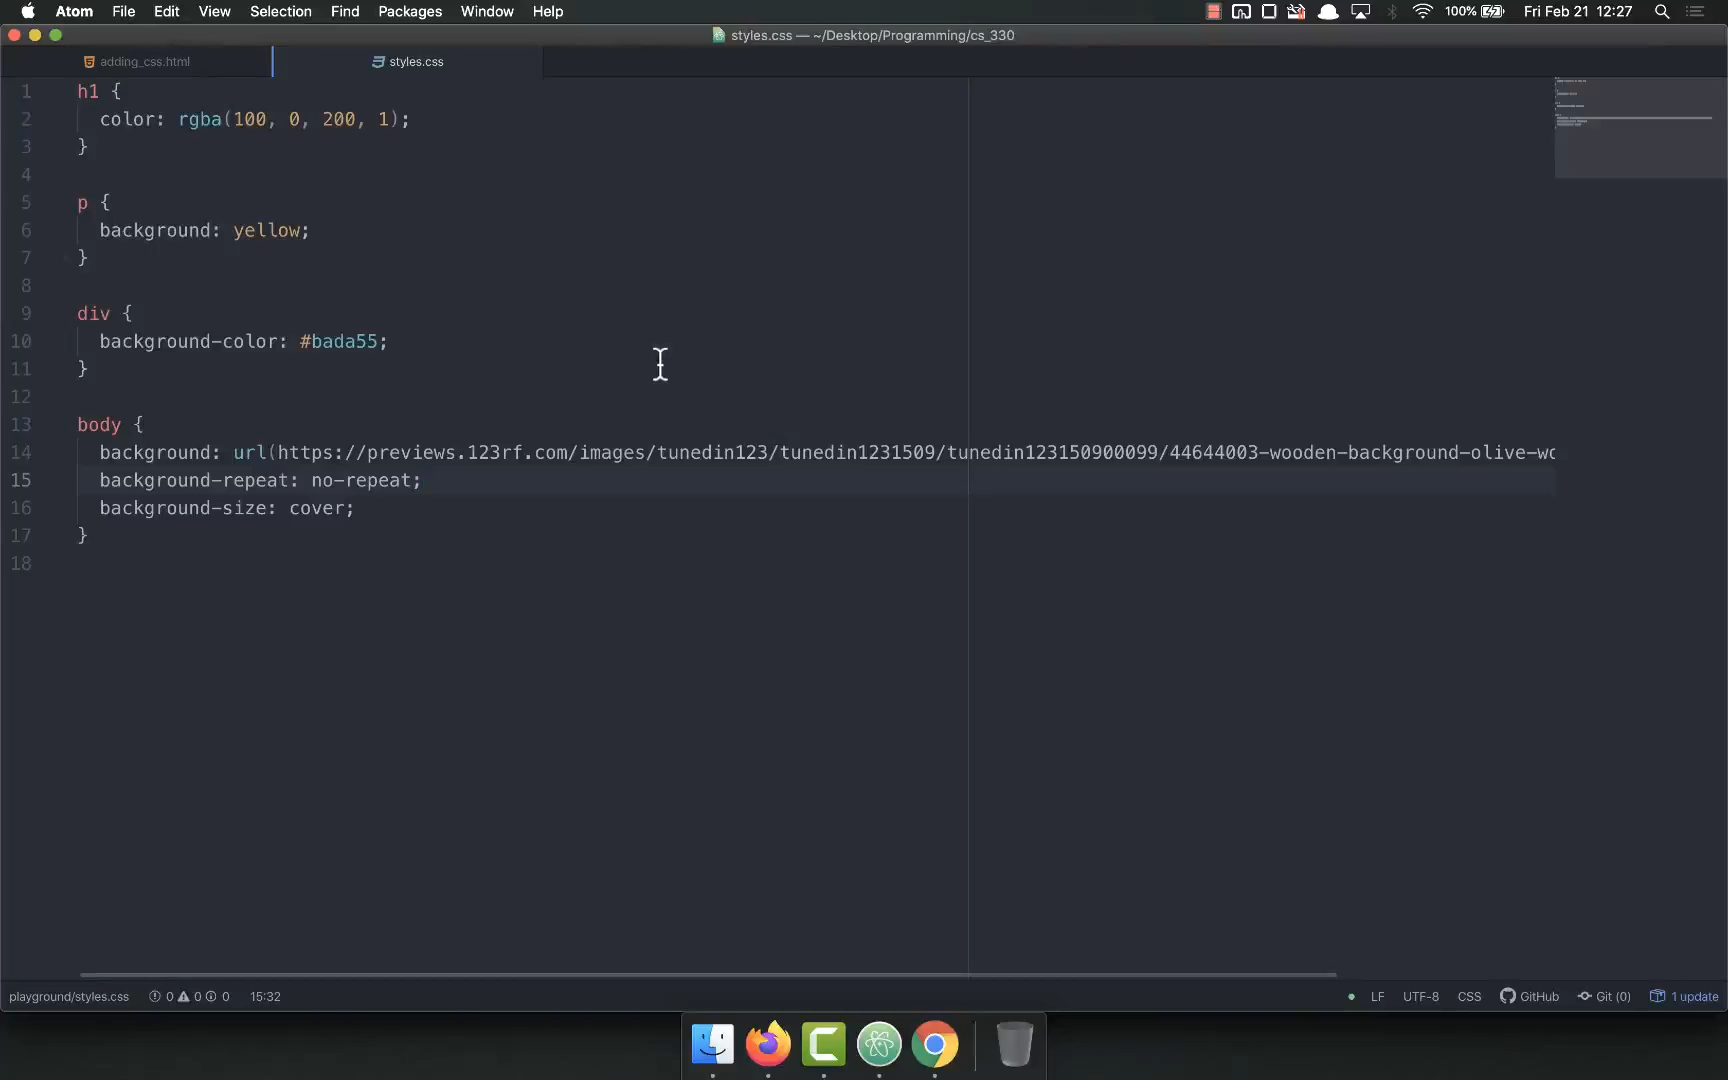 Atom File Edit View Selection Find Packages Window Help 100% Fri Feb 21 12:27
styles.css — ~/Desktop/Programming/cs_330
adding_css.html styles.css
1 h1 {
2 color: rgba(100, 0, 200, 1);
3 }
4
5 p {
6 background: yellow;
7 }
8
9 div {
10 background-color: #bada55;
11 }
12
13 body {
14 background: url(https://previews.123rf.com/images/tunedin123/tunedin1231509/tunedin123150900099/44644003-wooden-background-olive-wo
15 background-repeat: no-repeat;
16 background-size: cover;
17 }
18
playground/styles.css 0 0 0 15:32 LF UTF-8 CSS GitHub Git (0) 1 update